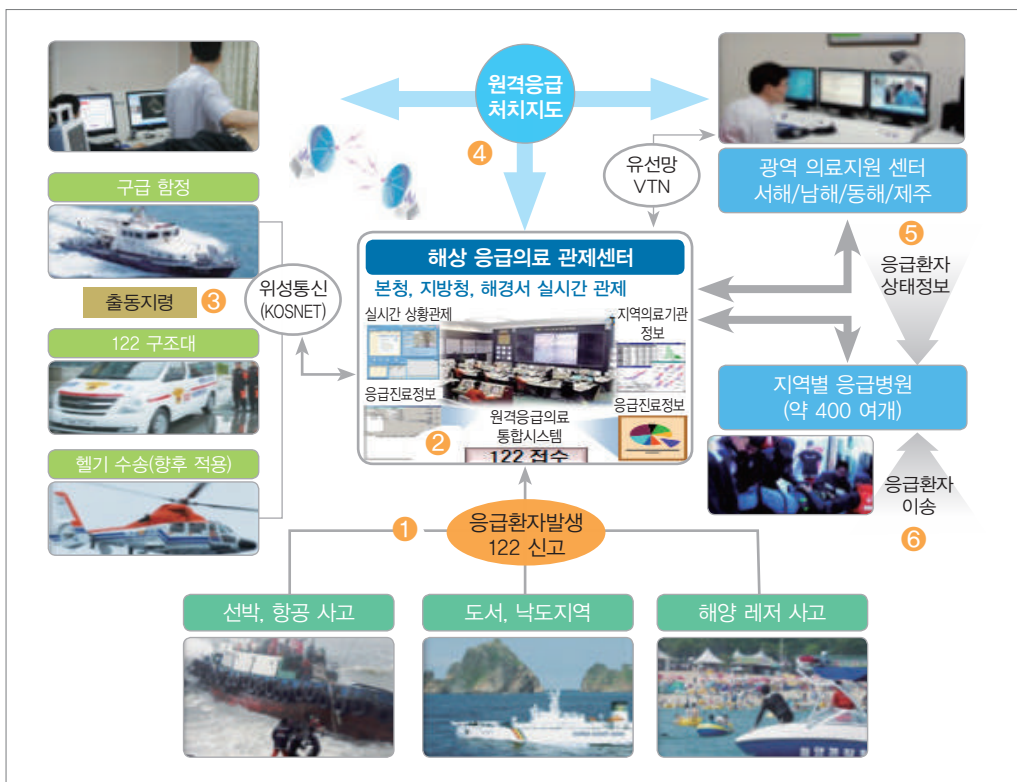 원격응급
처치지도
4
유선망
VTN
광역 의료지원 센터
서해/남해/동해/제주
구급 함정
출동지령 3
위성통신
(KOSNET)
122 구조대
헬기 수송(향후 적용)
해상 응급의료 관제센터
본청, 지방청, 해경서 실시간 관제
실시간 상황관제
지역의료기관
정보
응급진료정보
응급진료정보
2
원격응급의료
통합시스템
122 접수
5
응급환자
상태정보
지역별 응급병원
(약 400 여개)
응급환자
이송
6
1
응급환자발생
122 신고
선박, 항공 사고
도서, 낙도지역
해양 레저 사고